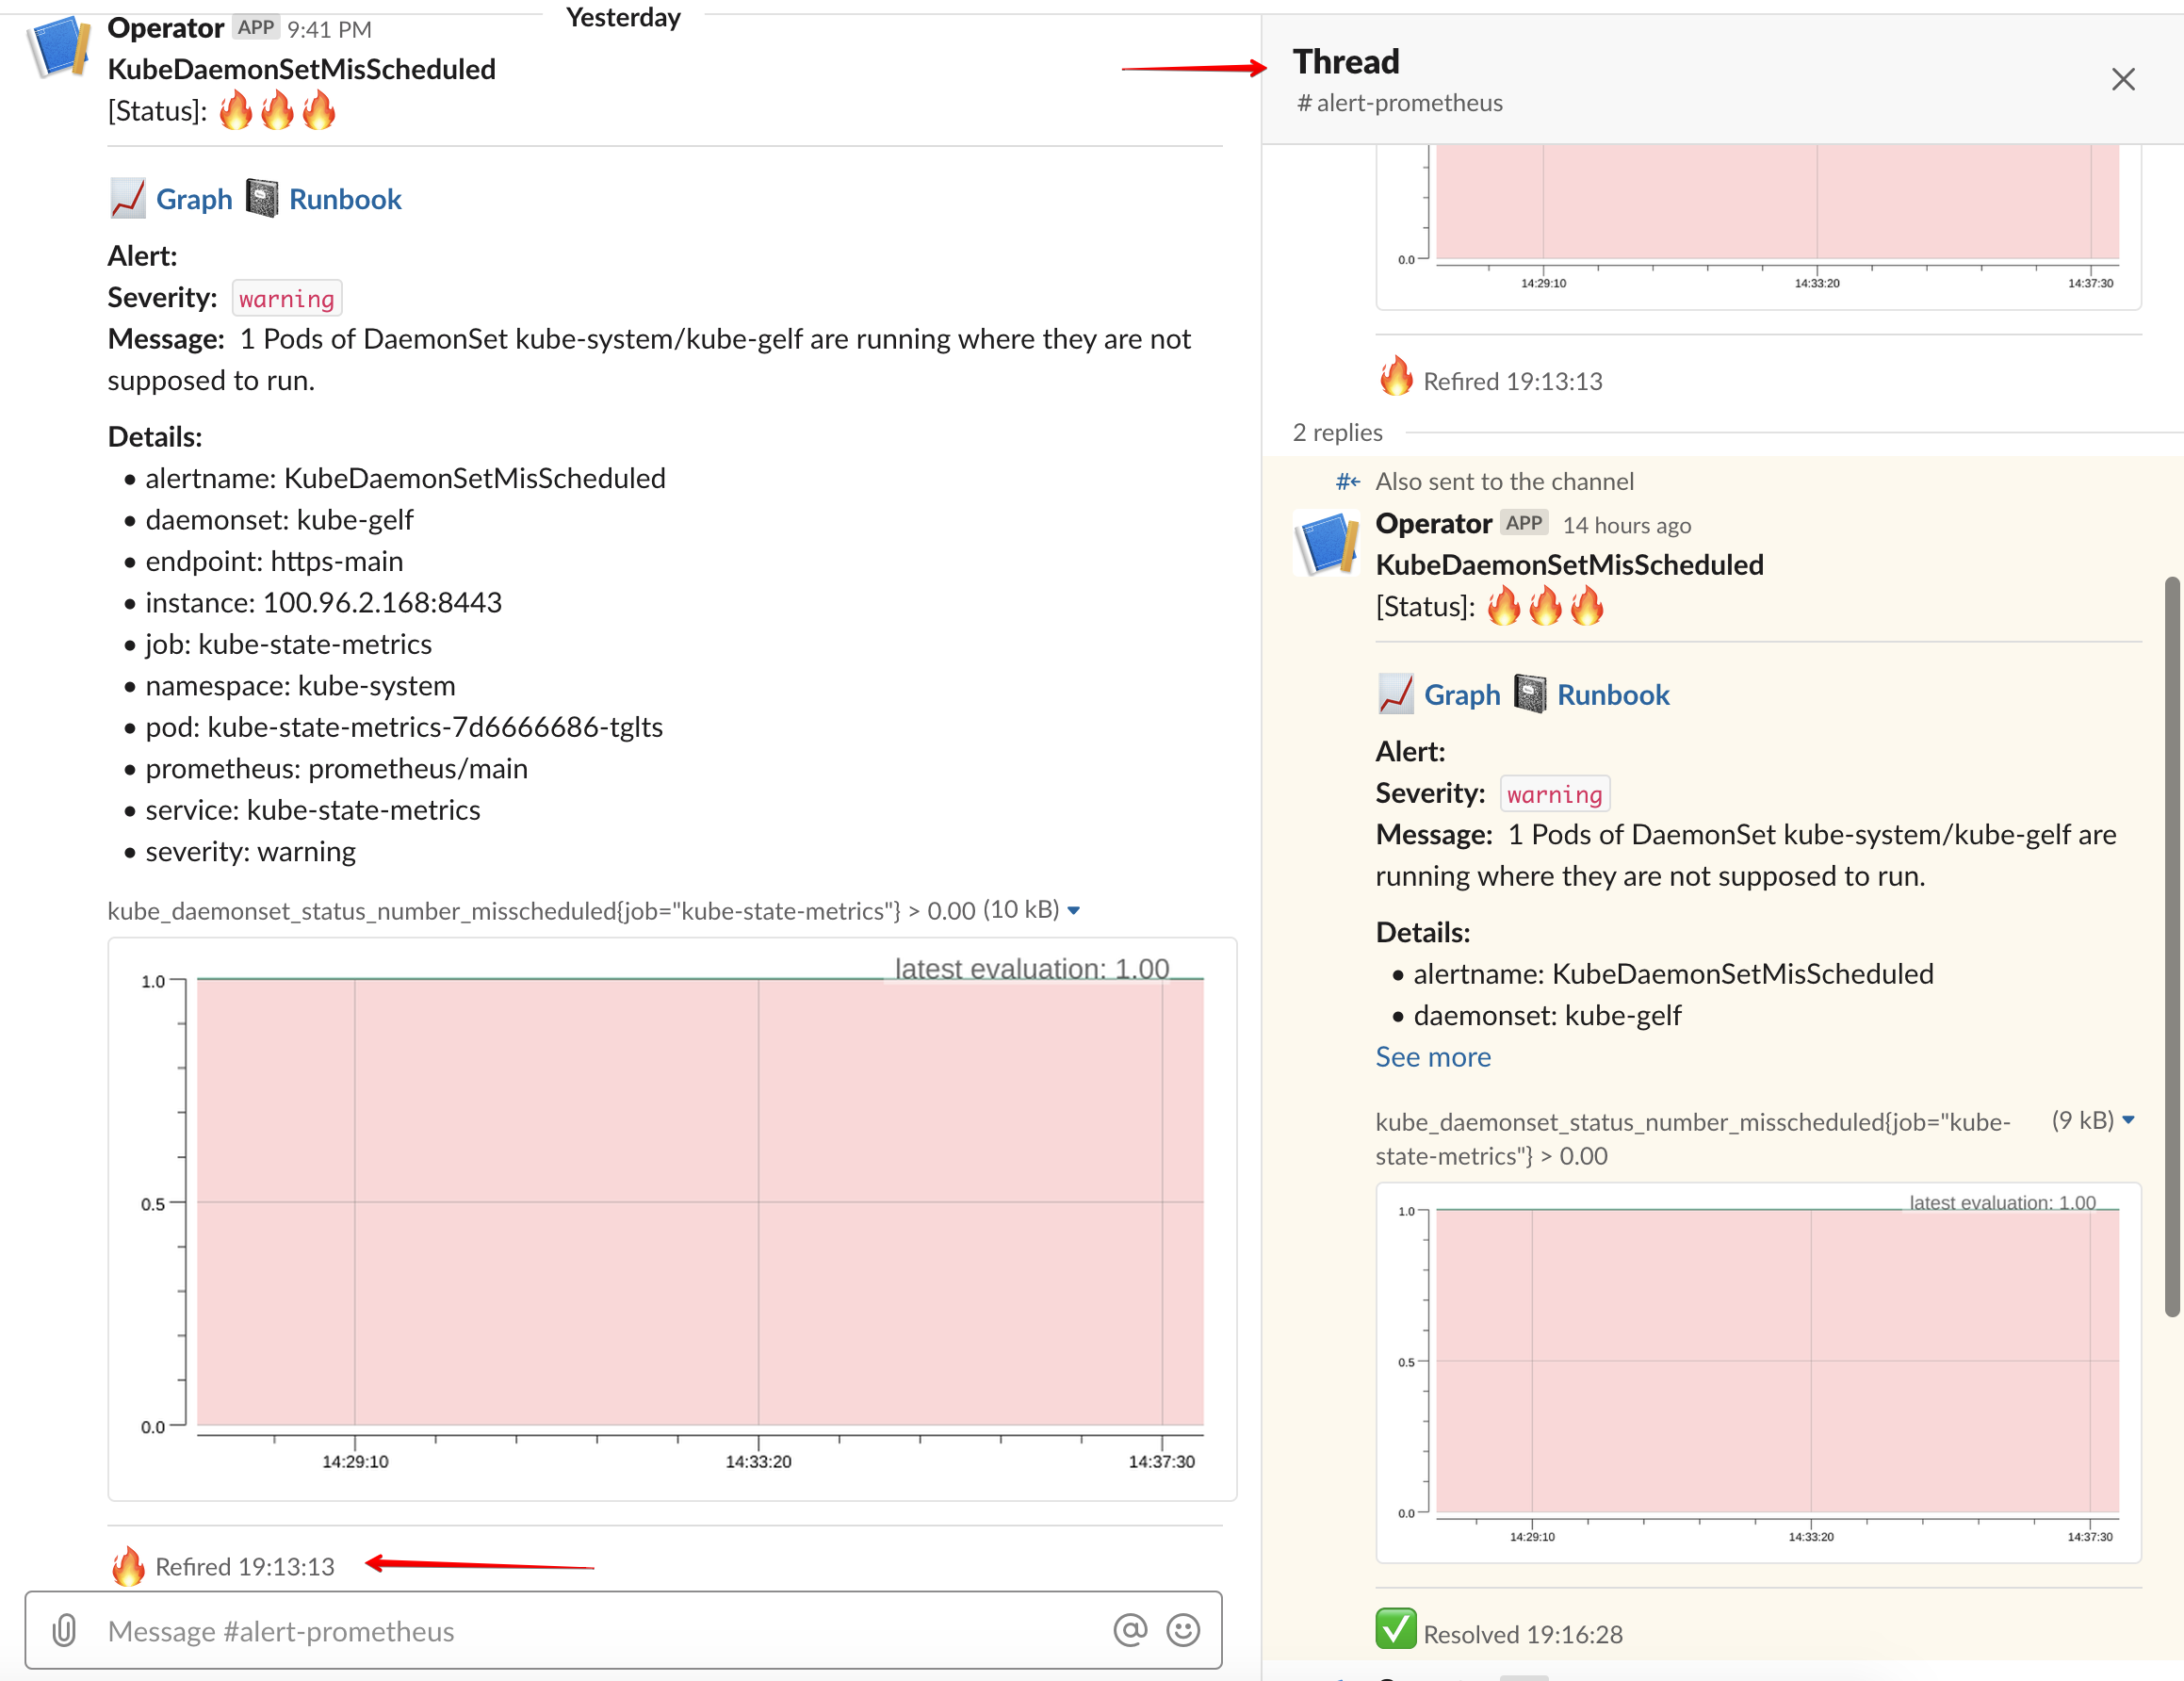 Yesterday
Operator APP 9:41 PM
KubeDaemonSetMisScheduled
[Status]:
Graph Runbook
Alert:
Severity: warning
Message: 1 Pods of DaemonSet kube-system/kube-gelf are running where they are not
supposed to run.
Details:
• alertname: KubeDaemonSetMisScheduled
• daemonset: kube-gelf
• endpoint: https-main
• instance: 100.96.2.168:8443
• job: kube-state-metrics
• namespace: kube-system
• pod: kube-state-metrics-7d6666686-tglts
• prometheus: prometheus/main
• service: kube-state-metrics
• severity: warning
kube_daemonset_status_number_misscheduled{job="kube-state-metrics"} > 0.00 (10 kB)
latest evaluation: 1.00
1.0
0.5
0.0
14:29:10 14:33:20 14:37:30
Refired 19:13:13
Message #alert-prometheus
Thread
# alert-prometheus
0.0
14:29:10 14:33:20 14:37:30
Refired 19:13:13
2 replies
Also sent to the channel
Operator APP 14 hours ago
KubeDaemonSetMisScheduled
[Status]:
Graph Runbook
Alert:
Severity: warning
Message: 1 Pods of DaemonSet kube-system/kube-gelf are
running where they are not supposed to run.
Details:
• alertname: KubeDaemonSetMisScheduled
• daemonset: kube-gelf
See more
kube_daemonset_status_number_misscheduled{job="kube- (9 kB)
state-metrics"} > 0.00
latest evaluation: 1.00
1.0
0.5
0.0
14:29:10 14:33:20 14:37:30
Resolved 19:16:28